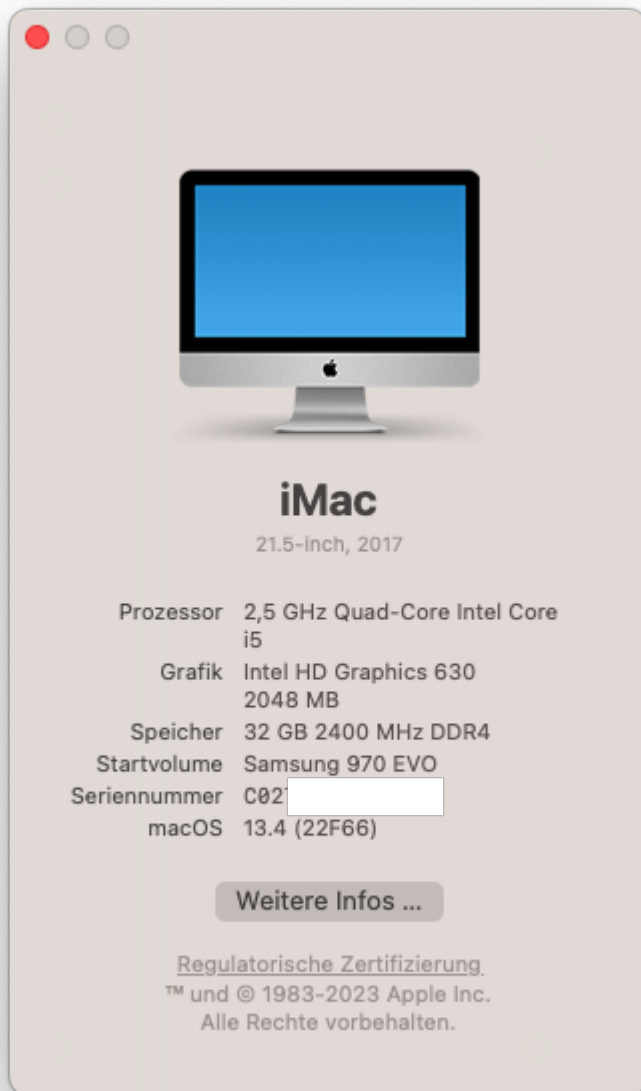 iMac
21.5-inch, 2017
Prozessor 2,5 GHz Quad-Core Intel Core
i5
Grafik Intel HD Graphics 630
2048 MB
Speicher 32 GB 2400 MHz DDR4
Startvolume Samsung 970 EVO
Seriennummer C02
macOS 13.4 (22F66)
Weitere Infos ...
Regulatorische Zertifizierung
™ und © 1983-2023 Apple Inc.
Alle Rechte vorbehalten.